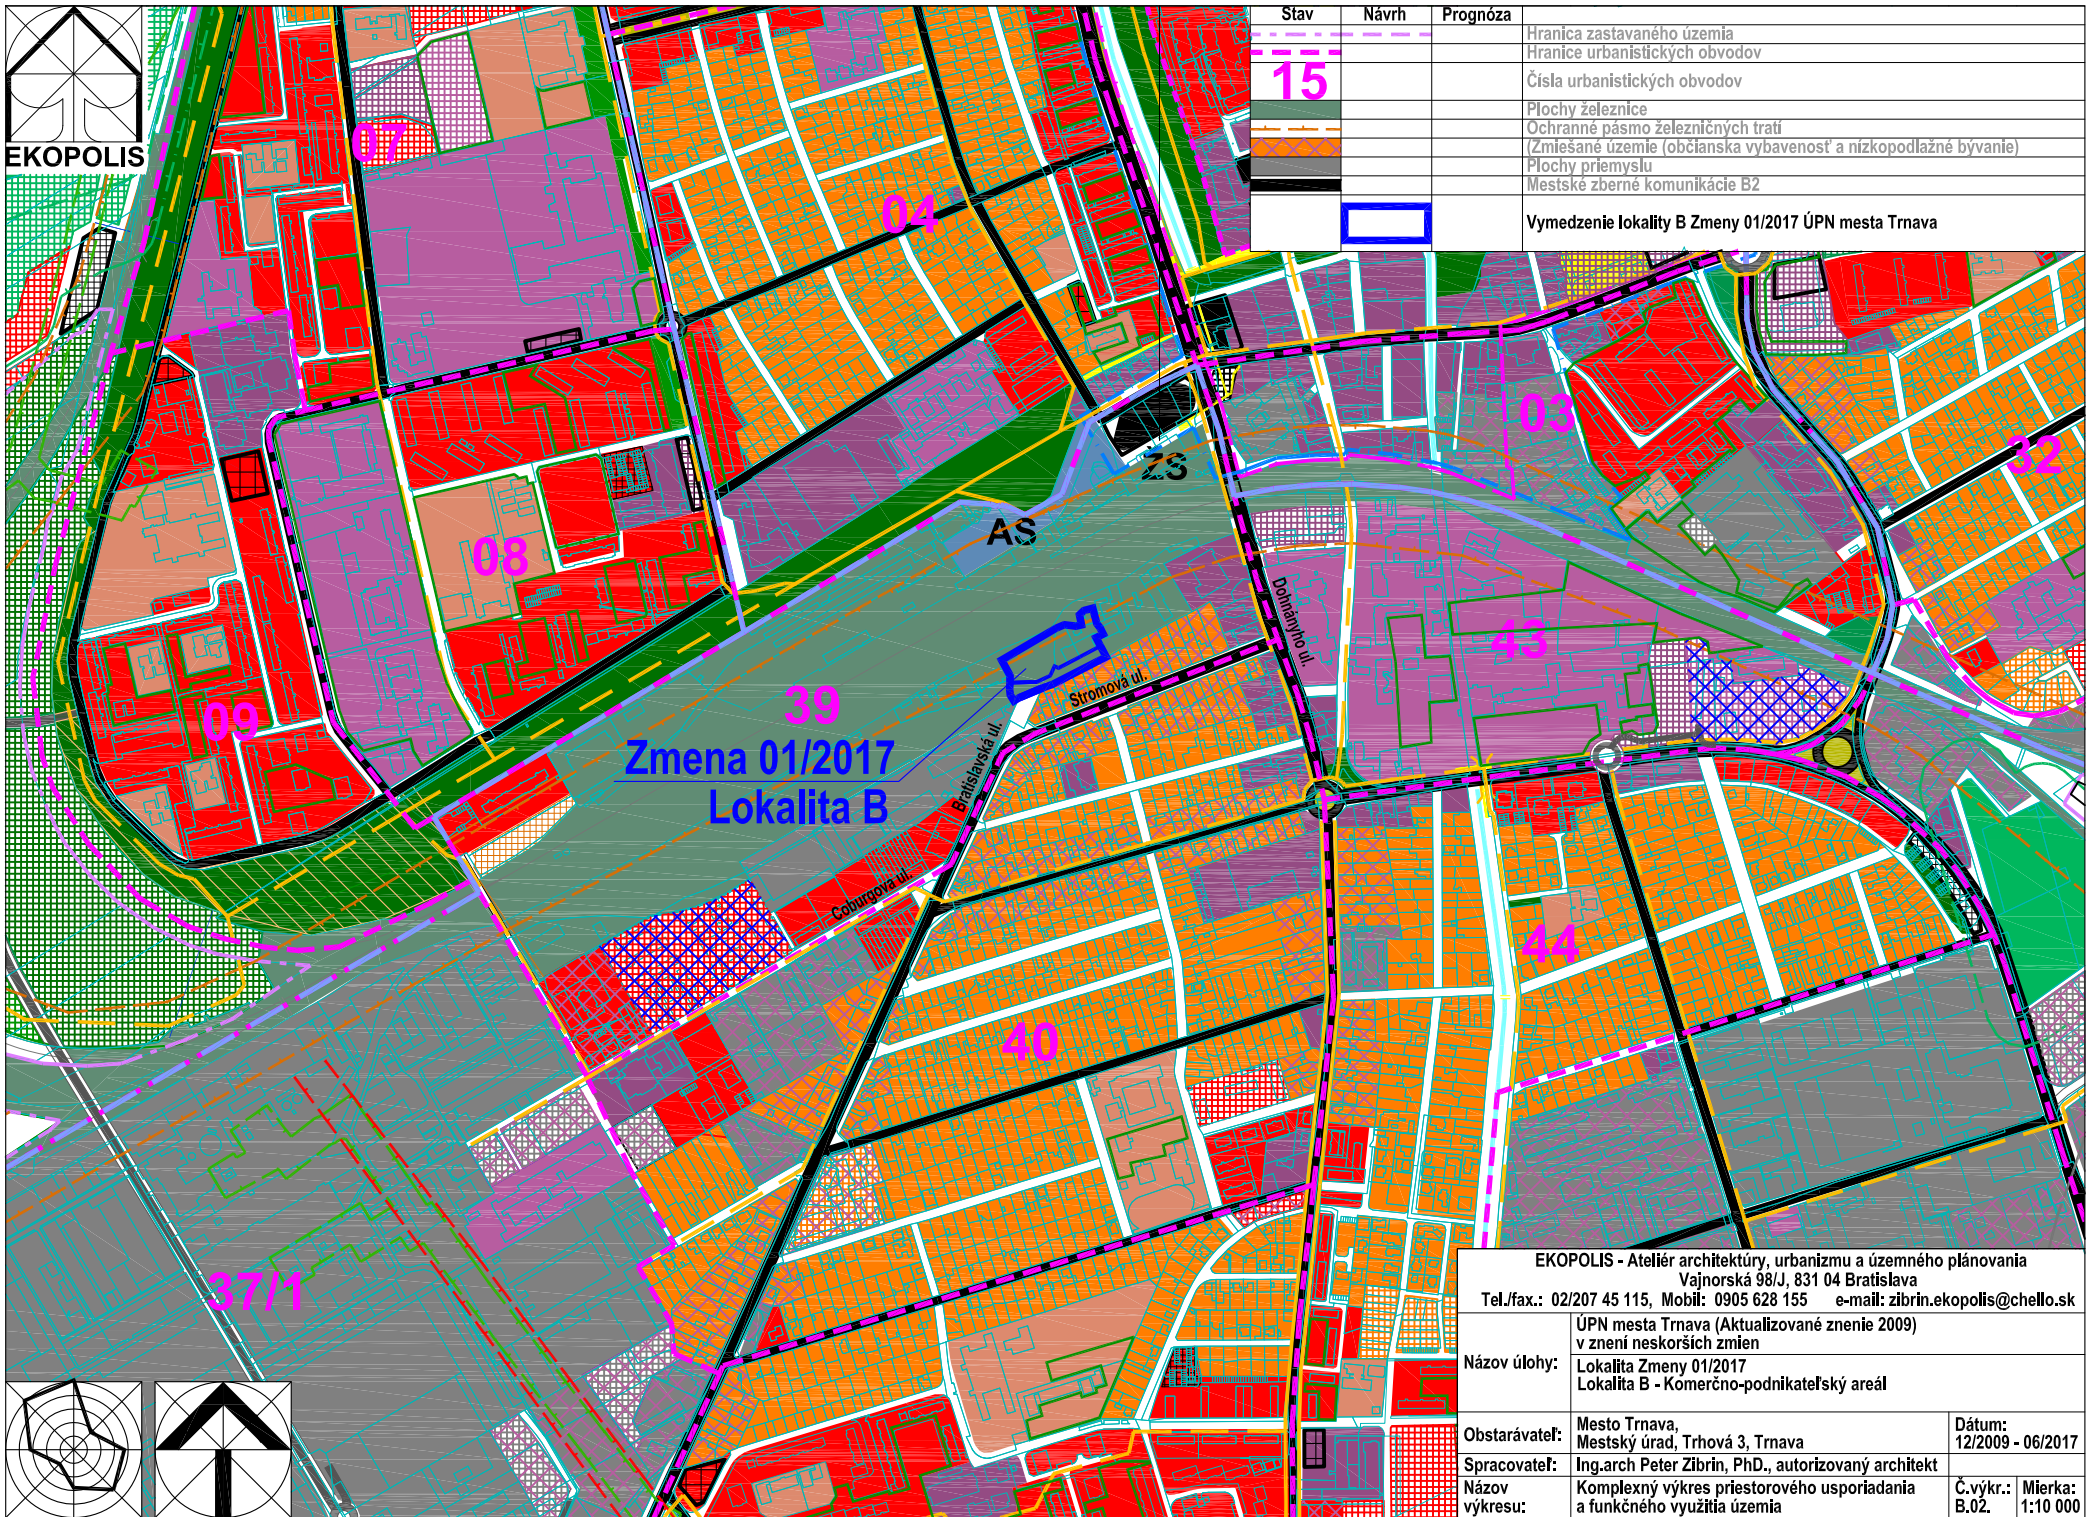 EKOPOLIS
Stav Návrh Prognóza
Hranica zastavaného územia
Hranice urbanistických obvodov
15 Čísla urbanistických obvodov
Plochy železnice
Ochranné pásmo železničných tratí
(Zmiešané územie (občianska vybavenosť a nízkopodlažné bývanie)
Plochy priemyslu
Mestské zberné komunikácie B2
Vymedzenie lokality B Zmeny 01/2017 ÚPN mesta Trnava
07
04
03
32
ZS
AS
08
43
09
39
Dohnányho ul.
Stromová ul.
Bratislavská ul.
Coburgova ul.
Zmena 01/2017
Lokalita B
44
40
37/1
EKOPOLIS - Ateliér architektúry, urbanizmu a územného plánovania
Vajnorská 98/J, 831 04 Bratislava
Tel./fax.: 02/207 45 115, Mobil: 0905 628 155 e-mail: zibrin.ekopolis@chello.sk
Názov úlohy:
ÚPN mesta Trnava (Aktualizované znenie 2009)
v znení neskorších zmien
Lokalita Zmeny 01/2017
Lokalita B - Komerčno-podnikateľský areál
Obstarávateľ:
Mesto Trnava,
Mestský úrad, Trhová 3, Trnava
Dátum:
12/2009 - 06/2017
Spracovateľ: Ing.arch Peter Zibrin, PhD., autorizovaný architekt
Názov
výkresu:
Komplexný výkres priestorového usporiadania
a funkčného využitia územia
Č.výkr.:
B.02.
Mierka:
1:10 000